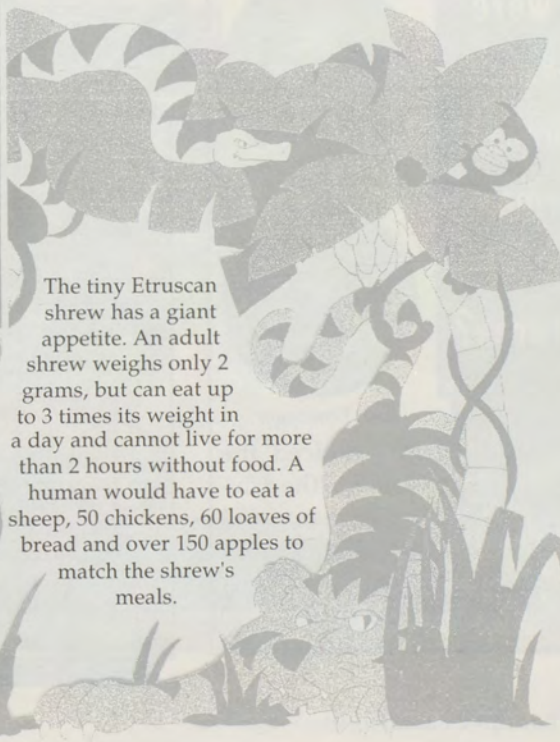 The tiny Etruscan
shrew has a giant
appetite. An adult
shrew weighs only 2
grams, but can eat up
to 3 times its weight in
a day and cannot live for more
than 2 hours without food. A
human would have to eat a
sheep, 50 chickens, 60 loaves of
bread and over 150 apples to
match the shrew's
meals.